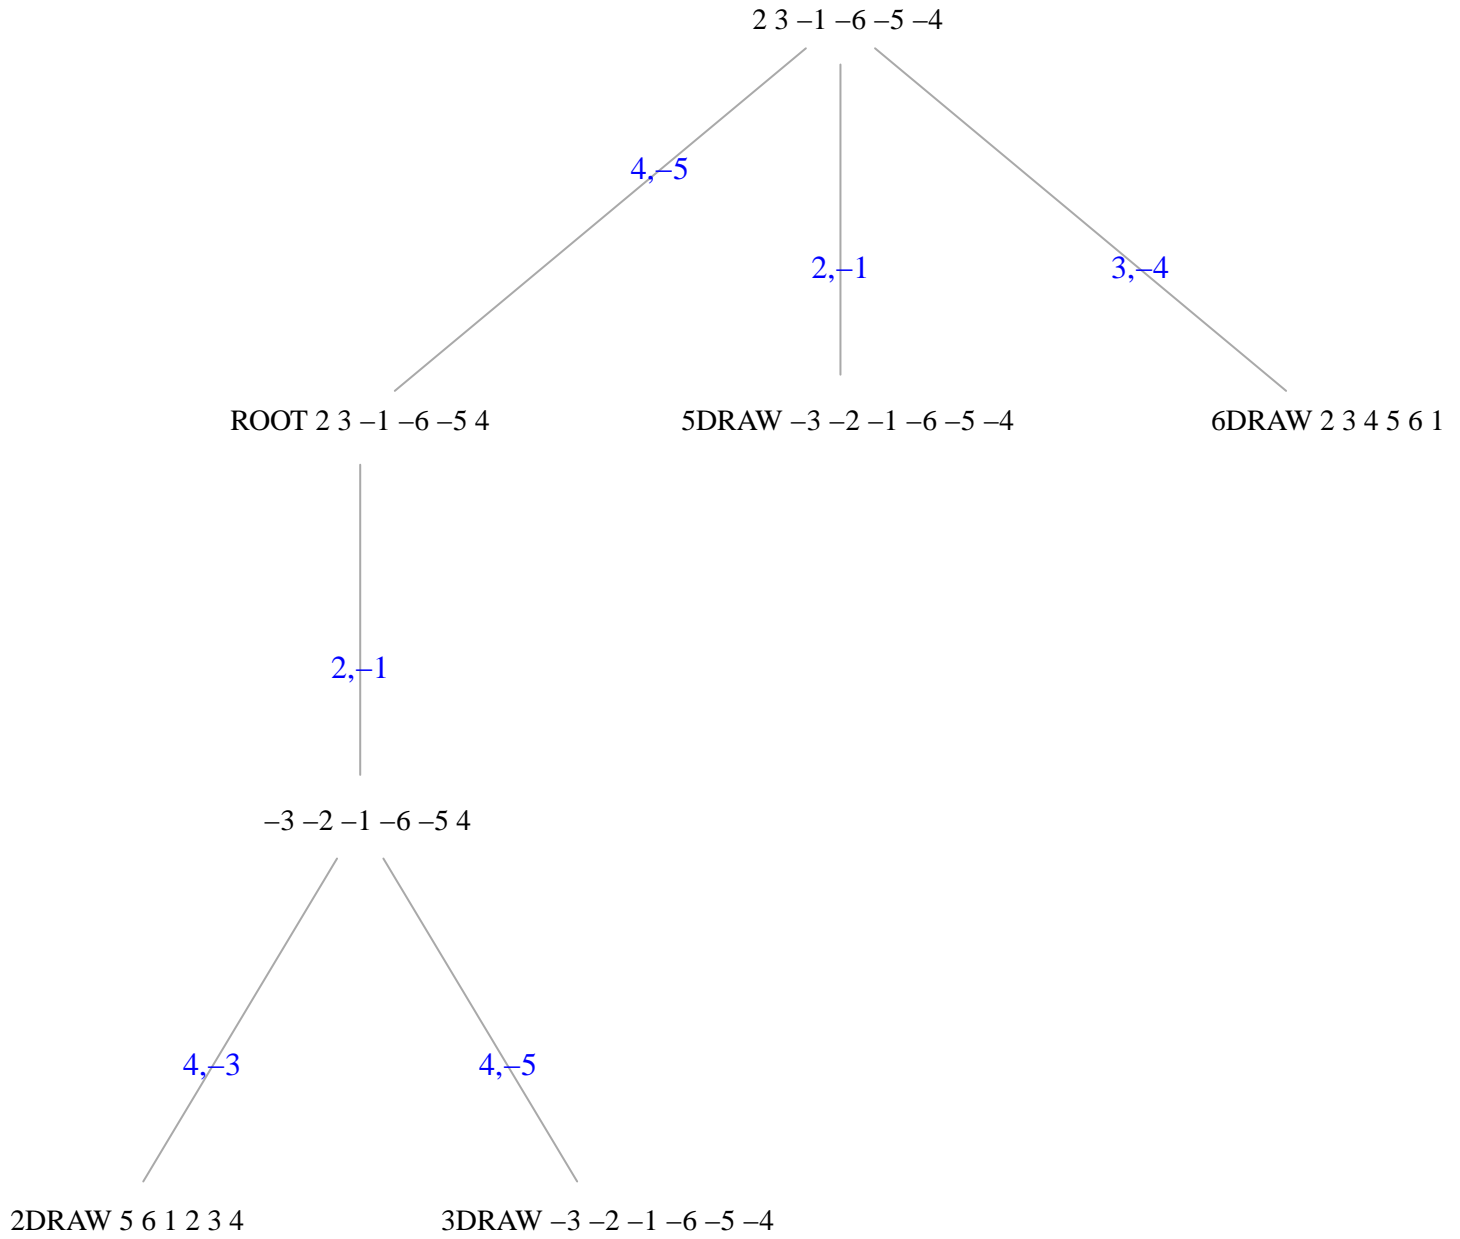 2 3 –1 –6 –5 –4
4,–5
2,–1
3,–4
ROOT 2 3 –1 –6 –5 4
5DRAW –3 –2 –1 –6 –5 –4
6DRAW 2 3 4 5 6 1
2,–1
–3 –2 –1 –6 –5 4
4,–3
4,–5
2DRAW 5 6 1 2 3 4
3DRAW –3 –2 –1 –6 –5 –4